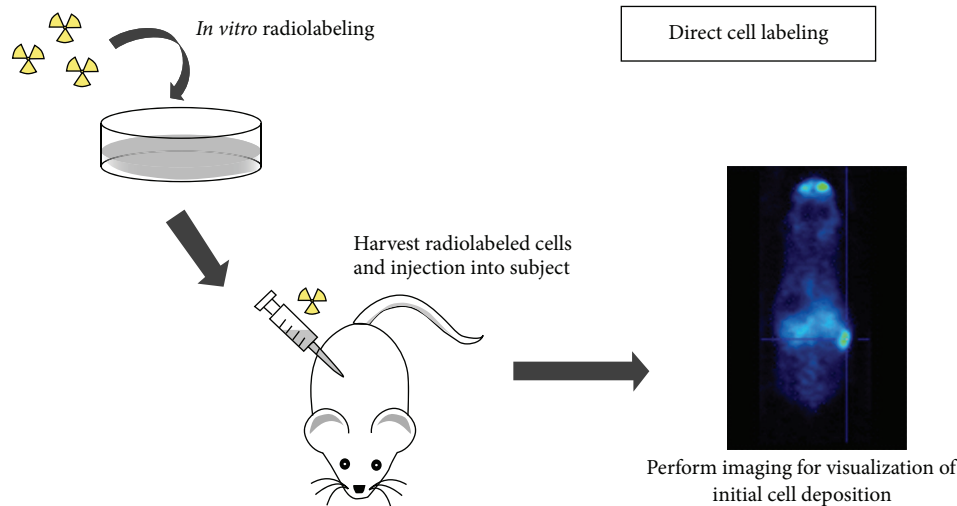 In vitro radiolabeling
Direct cell labeling
Harvest radiolabeled cells
and injection into subject
Perform imaging for visualization of
initial cell deposition